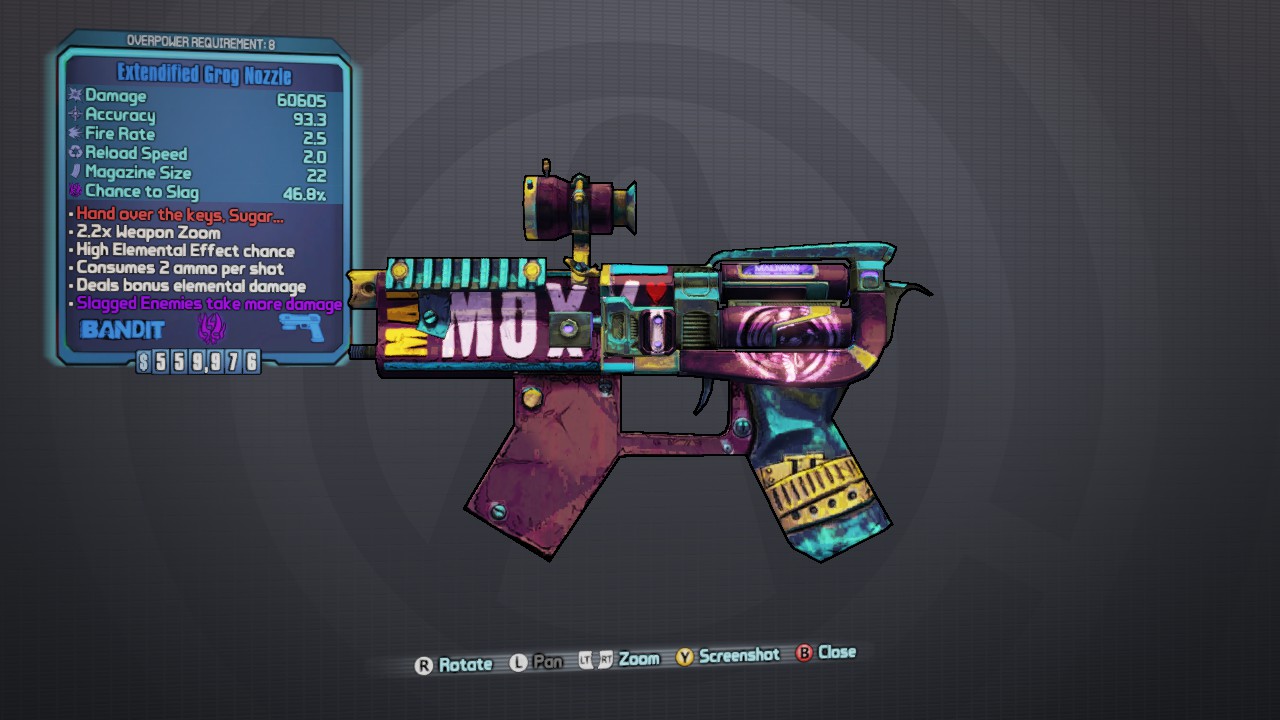 OVERPOWER REQUIREMENT: 8
Extendified Grog Nozzle
Damage 60605
Accuracy 93.3
Fire Rate 2.5
Reload Speed 2.0
Magazine Size 22
Chance to Slag 46.8%
• Hand over the keys, Sugar...
• 2.2x Weapon Zoom
• High Elemental Effect chance
• Consumes 2 ammo per shot
• Deals bonus elemental damage
• Slagged Enemies take more damage
BANDIT
$559,976
MOXX
R Rotate L Pan LT RT Zoom Y Screenshot B Close